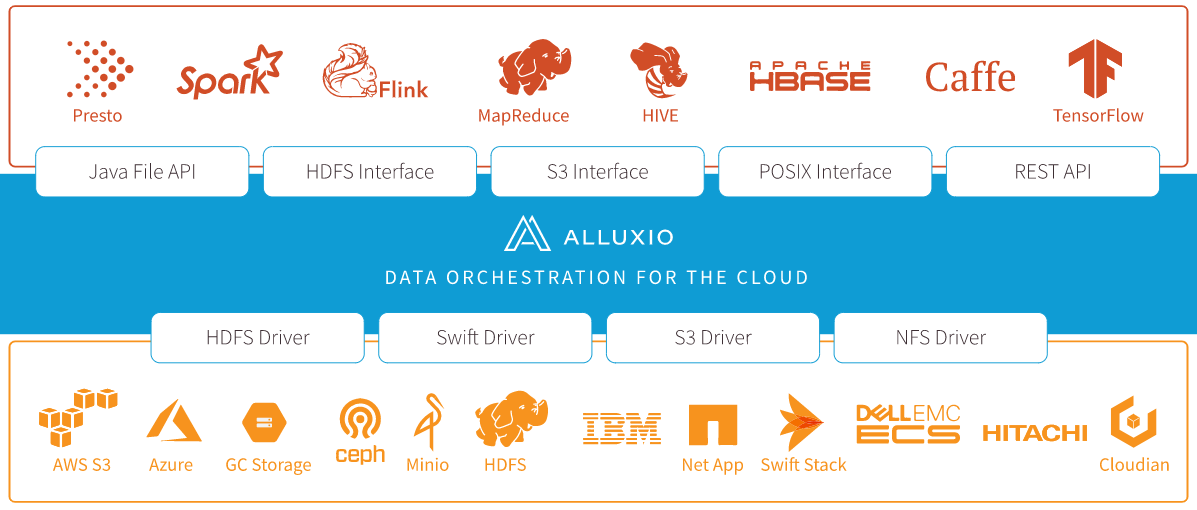 Spark
Flink
APACHE
HBASE
Caffe
Presto
MapReduce
HIVE
TensorFlow
Java File API
HDFS Interface
S3 Interface
POSIX Interface
REST API
ALLUXIO
DATA ORCHESTRATION FOR THE CLOUD
HDFS Driver
Swift Driver
S3 Driver
NFS Driver
ceph
IBM
DELLEMC
ECS
HITACHI
AWS S3
Azure
GC Storage
Minio
HDFS
Net App
Swift Stack
Cloudian